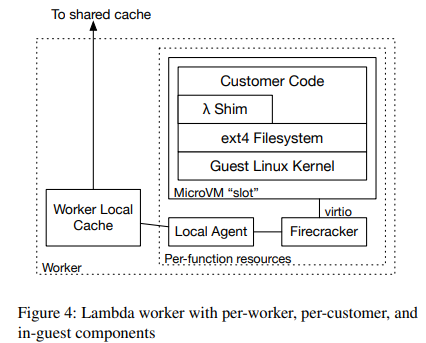 To shared cache
Customer Code
λ Shim
ext4 Filesystem
Guest Linux Kernel
MicroVM “slot”
virtio
Worker Local
Cache
Local Agent
Firecracker
Per-function resources
Worker
Figure 4: Lambda worker with per-worker, per-customer, and
in-guest components